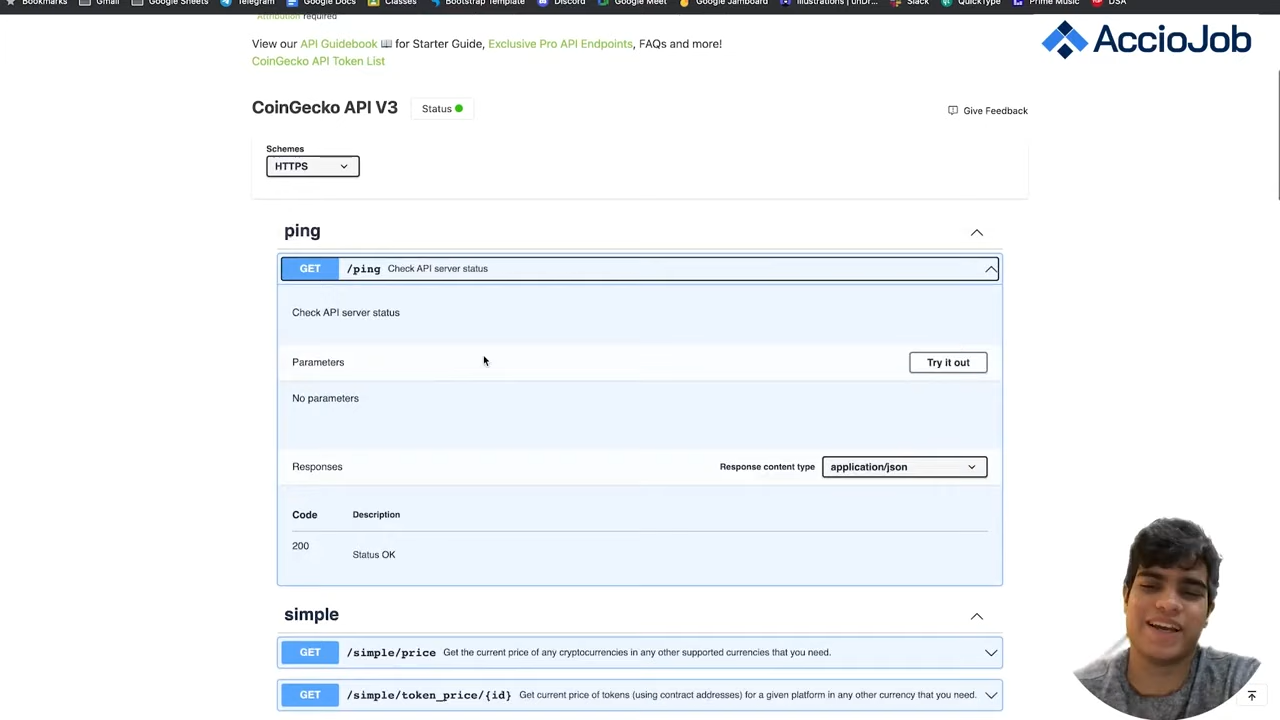 Bookmarks Gmail Google Sheets Telegram Google Docs Classes Bootstrap Template Discord Google Meet Google Jamboard Illustrations | unDr... Slack QuickType Prime Music DSA
Attribution required
AccioJob
View our API Guidebook 📖 for Starter Guide, Exclusive Pro API Endpoints, FAQs and more!
CoinGecko API Token List
CoinGecko API V3 Status
Give Feedback
Schemes
HTTPS
ping
GET /ping Check API server status
Check API server status
Parameters Try it out
No parameters
Responses Response content type application/json
Code Description
200 Status OK
simple
GET /simple/price Get the current price of any cryptocurrencies in any other supported currencies that you need.
GET /simple/token_price/{id} Get current price of tokens (using contract addresses) for a given platform in any other currency that you need.